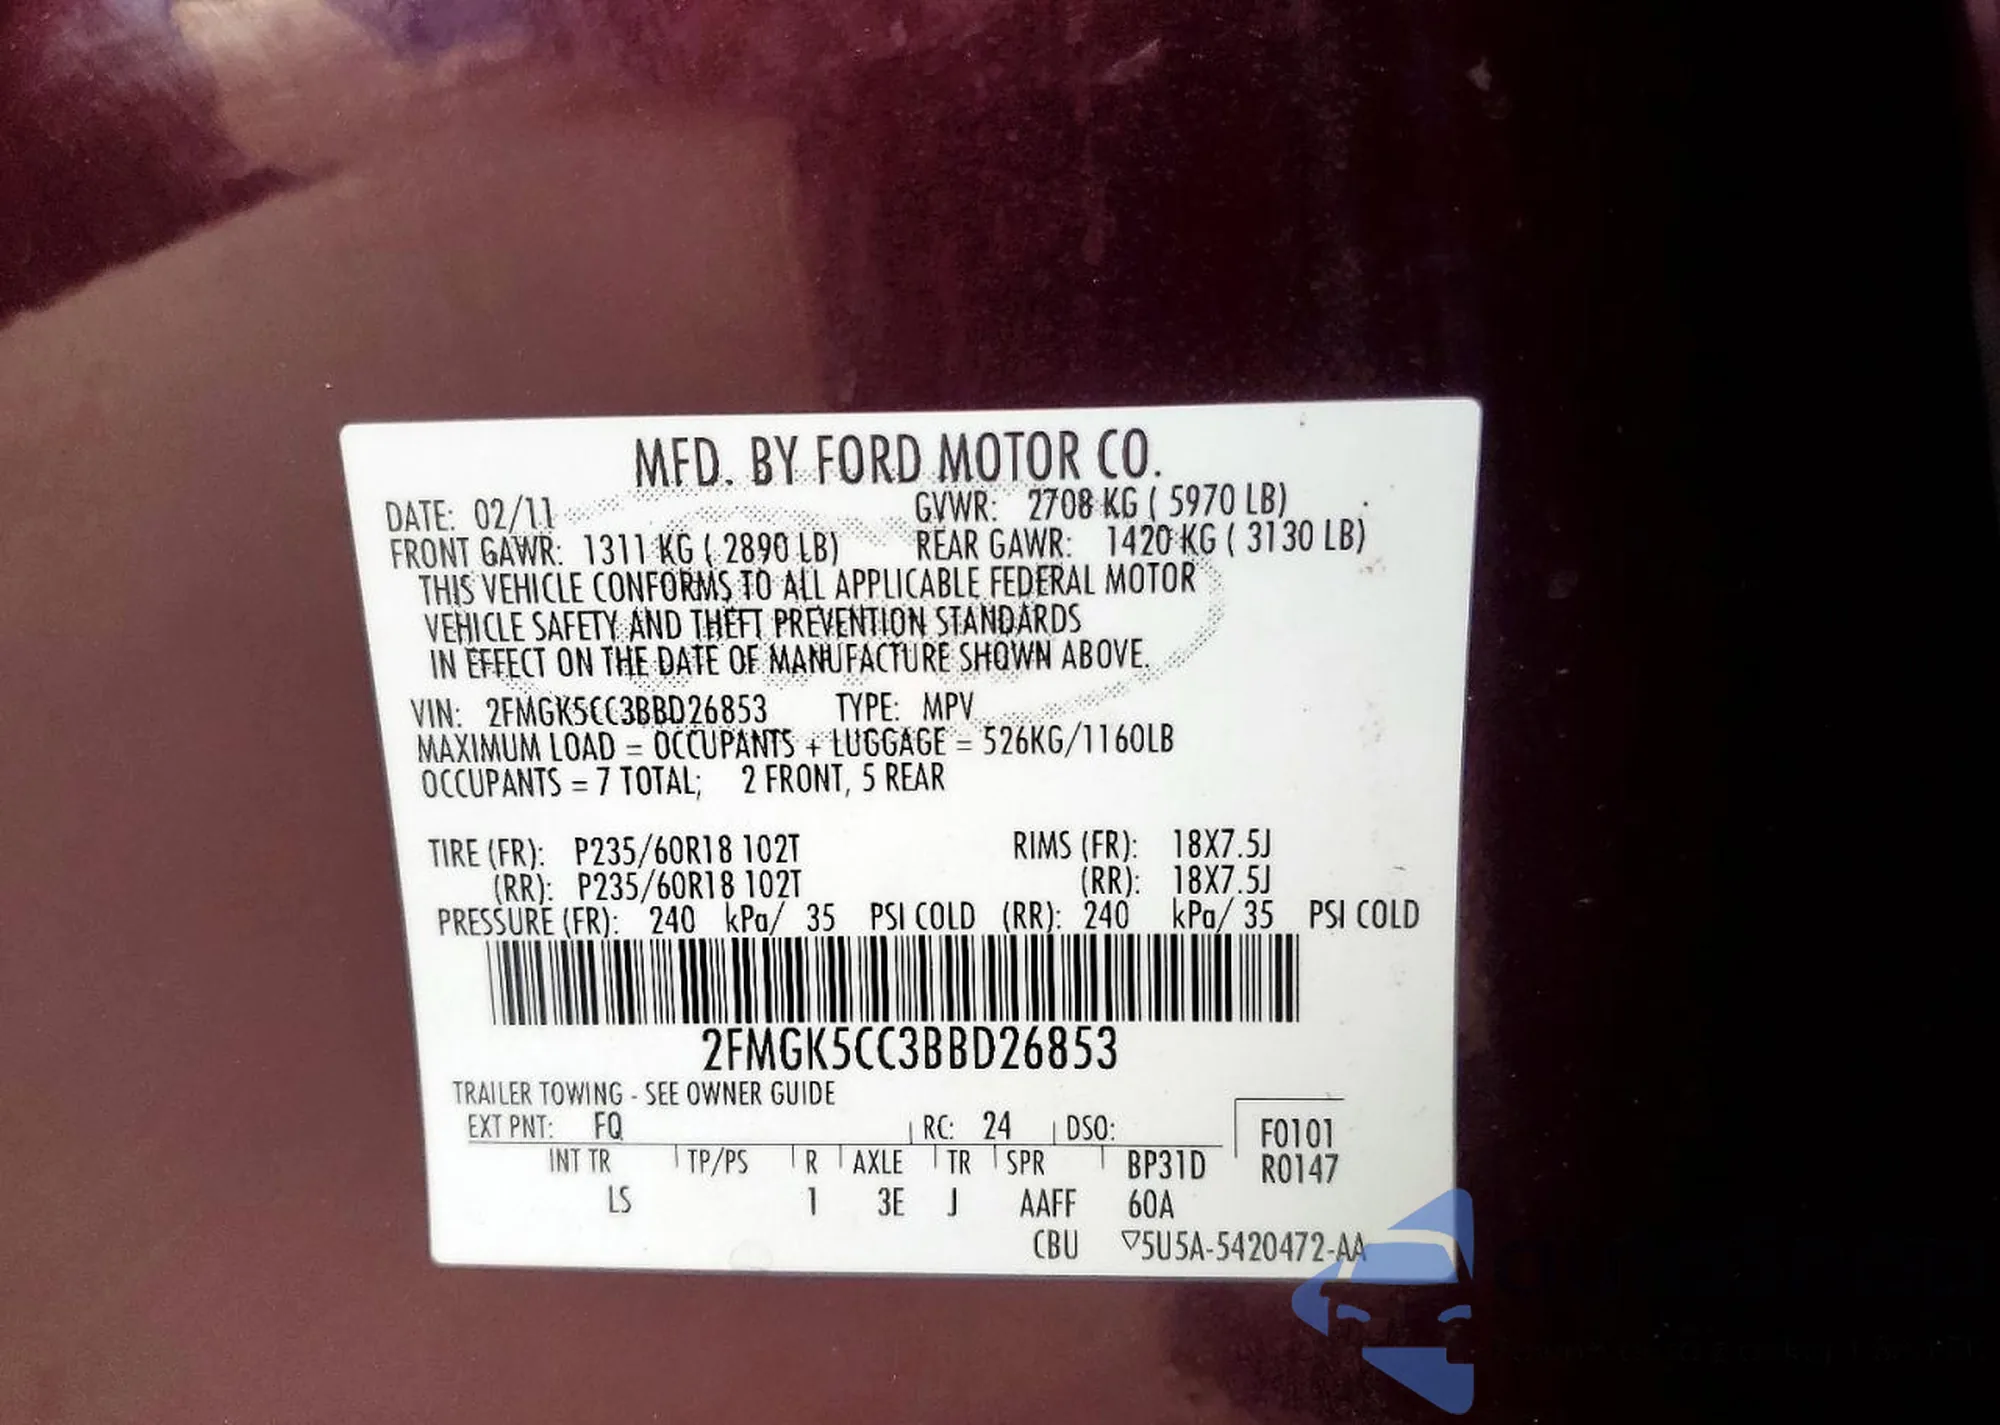 MFD. BY FORD MOTOR CO.
DATE: 02/11 GVWR: 2708 KG ( 5970 LB)
FRONT GAWR: 1311 KG ( 2890 LB) REAR GAWR: 1420 KG ( 3130 LB)
THIS VEHICLE CONFORMS TO ALL APPLICABLE FEDERAL MOTOR
VEHICLE SAFETY AND THEFT PREVENTION STANDARDS
IN EFFECT ON THE DATE OF MANUFACTURE SHOWN ABOVE.
VIN: 2FMGK5CC3BBD26853 TYPE: MPV
MAXIMUM LOAD = OCCUPANTS + LUGGAGE = 526KG/1160LB
OCCUPANTS = 7 TOTAL; 2 FRONT, 5 REAR
TIRE (FR): P235/60R18 102T RIMS (FR): 18X7.5J
(RR): P235/60R18 102T (RR): 18X7.5J
PRESSURE (FR): 240 kPa/ 35 PSI COLD (RR): 240 kPa/ 35 PSI COLD
2FMGK5CC3BBD26853
TRAILER TOWING - SEE OWNER GUIDE
EXT PNT: FQ RC: 24 DSO: F0101
INT TR TP/PS R AXLE TR SPR BP31D R0147
LS 1 3E J AAFF 60A
CBU ▽5U5A-5420472-AA